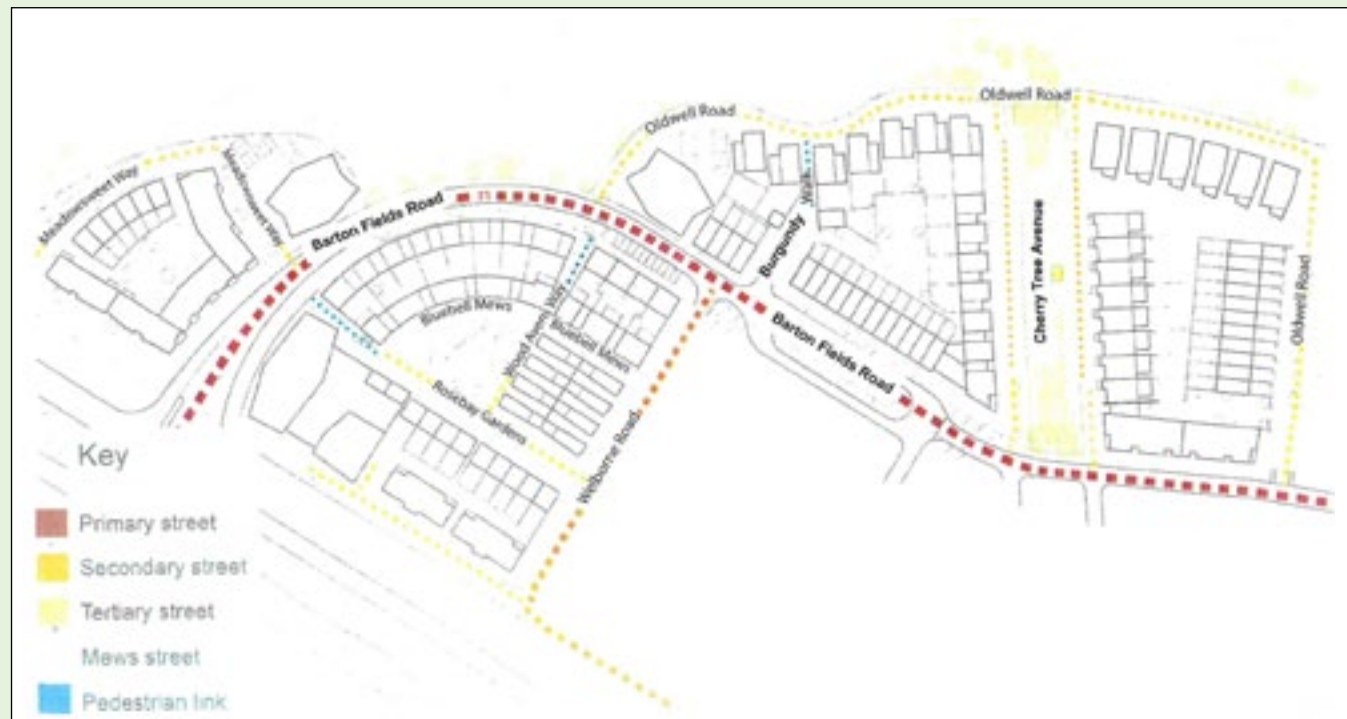 Oldwell Road
Oldwell Road
Meadowsweet Way
Meadowsweet Way
Barton Fields Road
Burgundy
Walk
Bluebell Mews
Way
Bluebell Mews
Cherry Tree Avenue
Oldwell Road
Barton Fields Road
Rosebay Gardens
Welborne Road
Key
Primary street
Secondary street
Tertiary street
Mews street
Pedestrian link